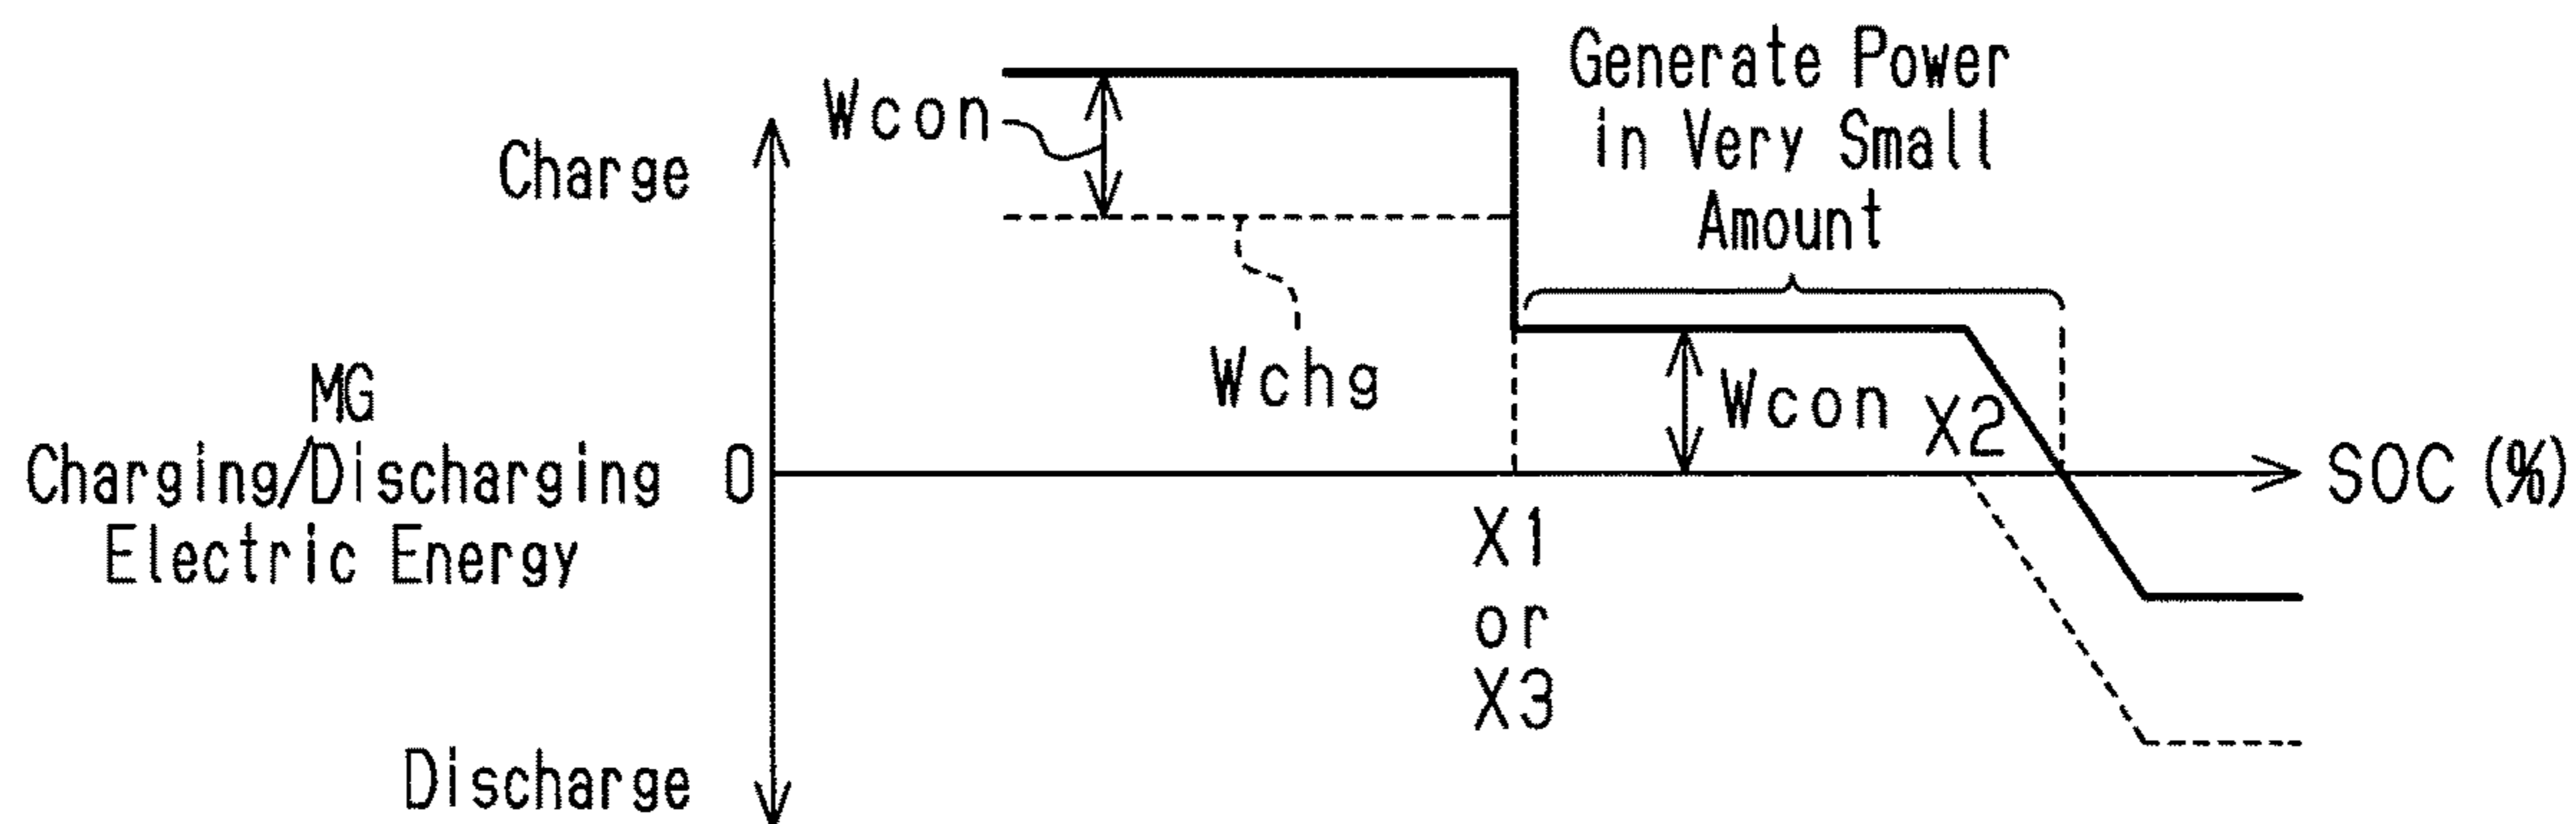 Generate Power
in Very Small
Amount
Wcon
Charge
Wchg
MG
Charging/Discharging
Electric Energy
0
Wcon
X2
SOC (%)
X1
or
X3
Discharge